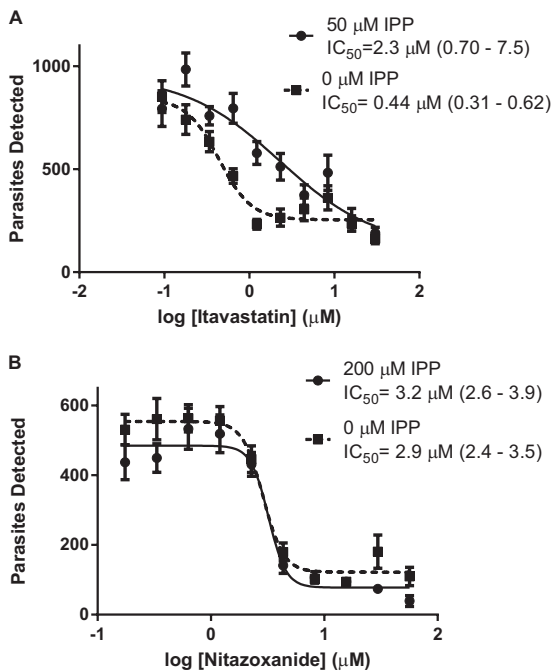 A
50 μM IPP
IC50=2.3 μM (0.70 - 7.5)
0 μM IPP
IC50= 0.44 μM (0.31 - 0.62)
1000
500
0
Parasites Detected
-2 -1 0 1 2
log [Itavastatin] (μM)
B
200 μM IPP
IC50= 3.2 μM (2.6 - 3.9)
0 μM IPP
IC50= 2.9 μM (2.4 - 3.5)
600
400
200
0
Parasites Detected
-1 0 1 2
log [Nitazoxanide] (μM)